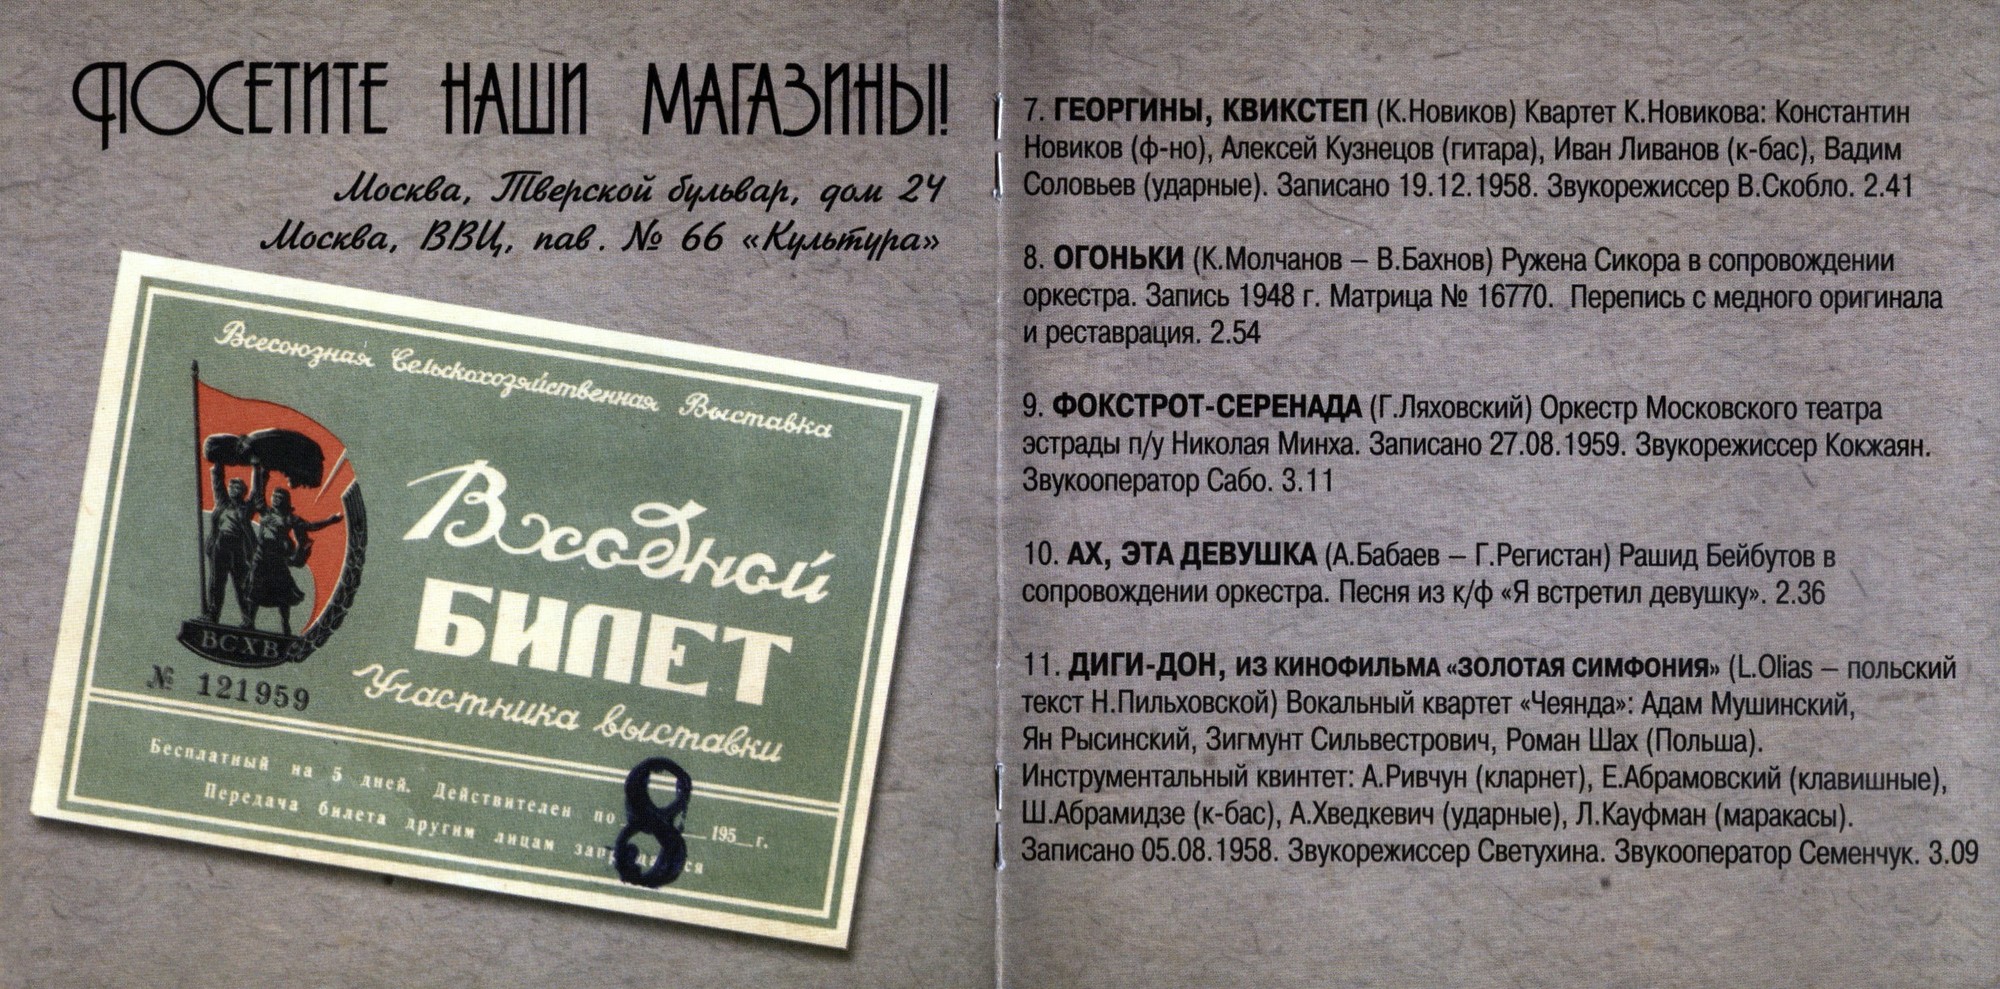 ПОСЕТИТЕ НАШИ МАГАЗИНЫ!
Москва, Тверской бульвар, дом 24
Москва, ВВЦ, пав. № 66 «Культура»
Всесоюзная Сельскохозяйственная Выставка
Входной
БИЛЕТ
Участника выставки
ВСХВ
№ 121959
Бесплатный на 5 дней. Действителен по 8 195_ г.
Передача билета другим лицам запрещается
7. ГЕОРГИНЫ, КВИКСТЕП (К.Новиков) Квартет К.Новикова: Константин
Новиков (ф-но), Алексей Кузнецов (гитара), Иван Ливанов (к-бас), Вадим
Соловьев (ударные). Записано 19.12.1958. Звукорежиссер В.Скобло. 2.41
8. ОГОНЬКИ (К.Молчанов – В.Бахнов) Ружена Сикора в сопровождении
оркестра. Запись 1948 г. Матрица № 16770. Перепись с медного оригинала
и реставрация. 2.54
9. ФОКСТРОТ-СЕРЕНАДА (Г.Ляховский) Оркестр Московского театра
эстрады п/у Николая Минха. Записано 27.08.1959. Звукорежиссер Кокжаян.
Звукооператор Сабо. 3.11
10. АХ, ЭТА ДЕВУШКА (А.Бабаев – Г.Регистан) Рашид Бейбутов в
сопровождении оркестра. Песня из к/ф «Я встретил девушку». 2.36
11. ДИГИ-ДОН, ИЗ КИНОФИЛЬМА «ЗОЛОТАЯ СИМФОНИЯ» (L.Olias – польский
текст Н.Пильховской) Вокальный квартет «Чеянда»: Адам Мушинский,
Ян Рысинский, Зигмунт Сильвестрович, Роман Шах (Польша).
Инструментальный квинтет: А.Ривчун (кларнет), Е.Абрамовский (клавишные),
Ш.Абрамидзе (к-бас), А.Хведкевич (ударные), Л.Кауфман (маракасы).
Записано 05.08.1958. Звукорежиссер Светухина. Звукооператор Семенчук. 3.09